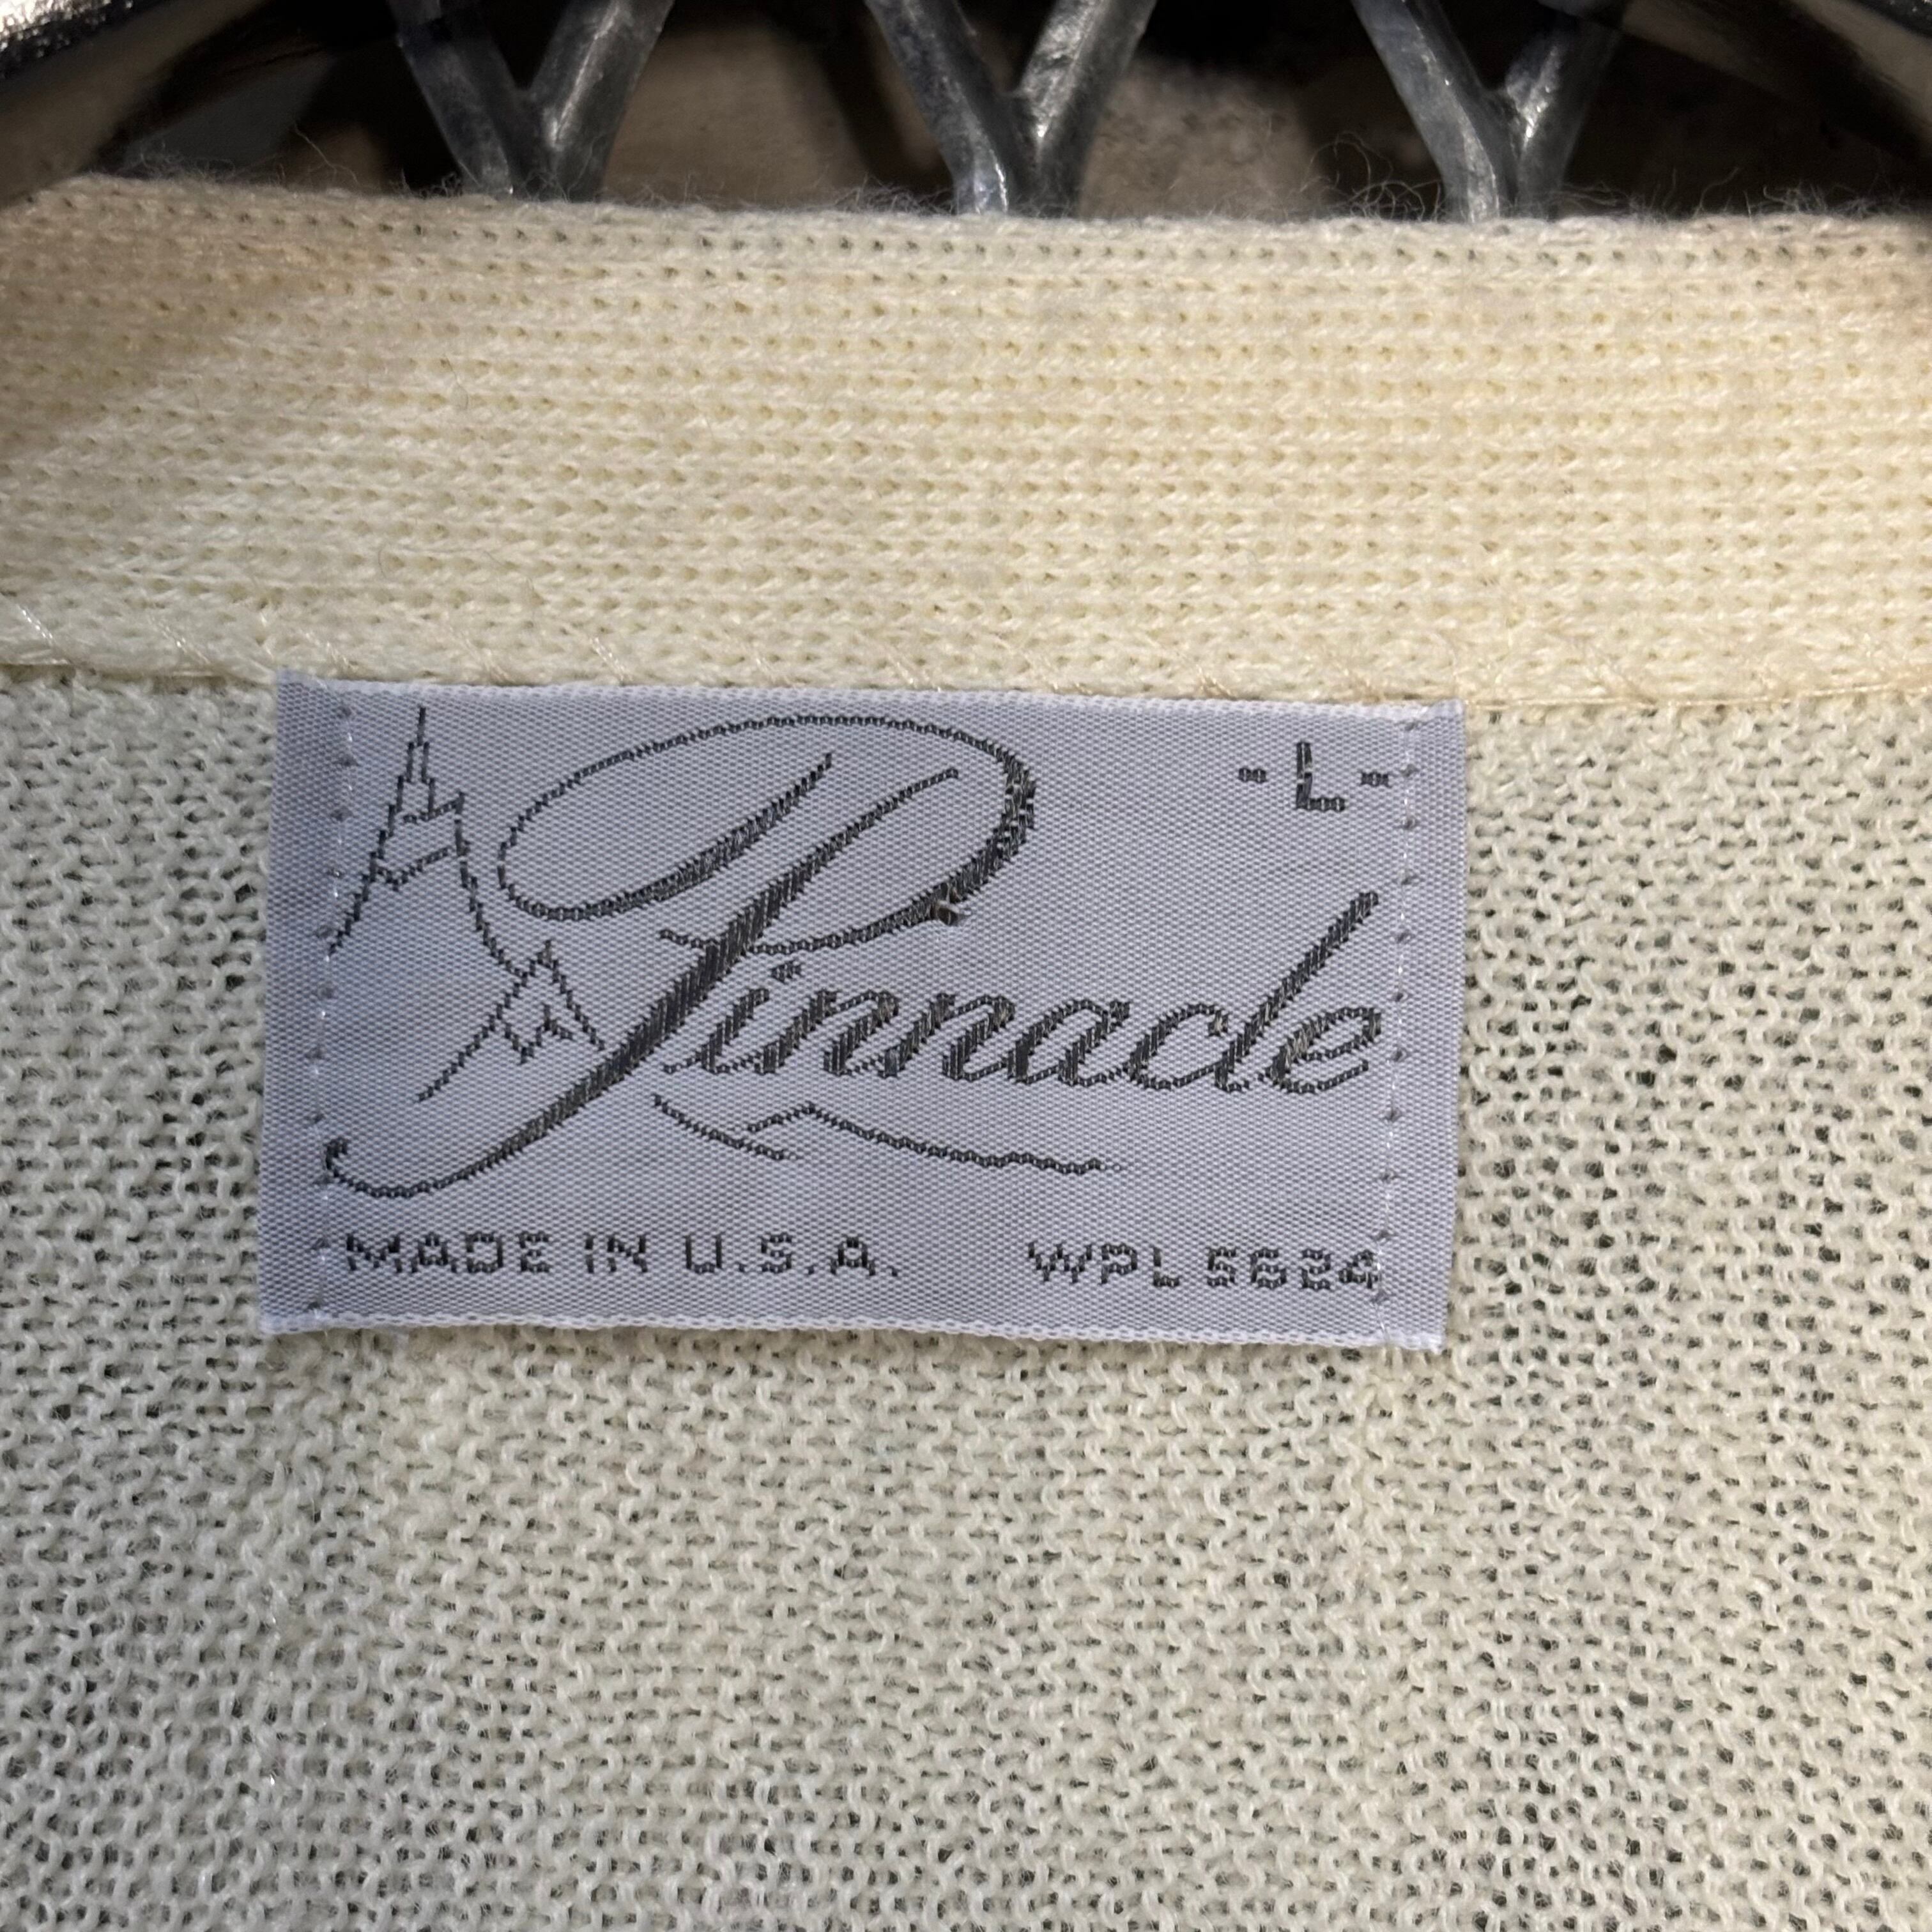 - L -
Pinnacle
MADE IN U.S.A. WPL 5624